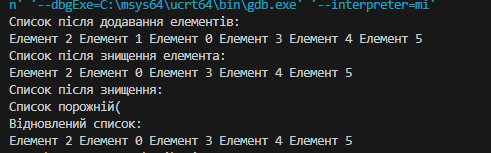 n' '--dbgExe=C:\msys64\ucrt64\bin\gdb.exe' '--interpreter=mi'
Список після додавання елементів:
Елемент 2 Елемент 1 Елемент 0 Елемент 3 Елемент 4 Елемент 5
Список після знищення елемента:
Елемент 2 Елемент 0 Елемент 3 Елемент 4 Елемент 5
Список після знищення:
Список порожній(
Відновлений список:
Елемент 2 Елемент 0 Елемент 3 Елемент 4 Елемент 5